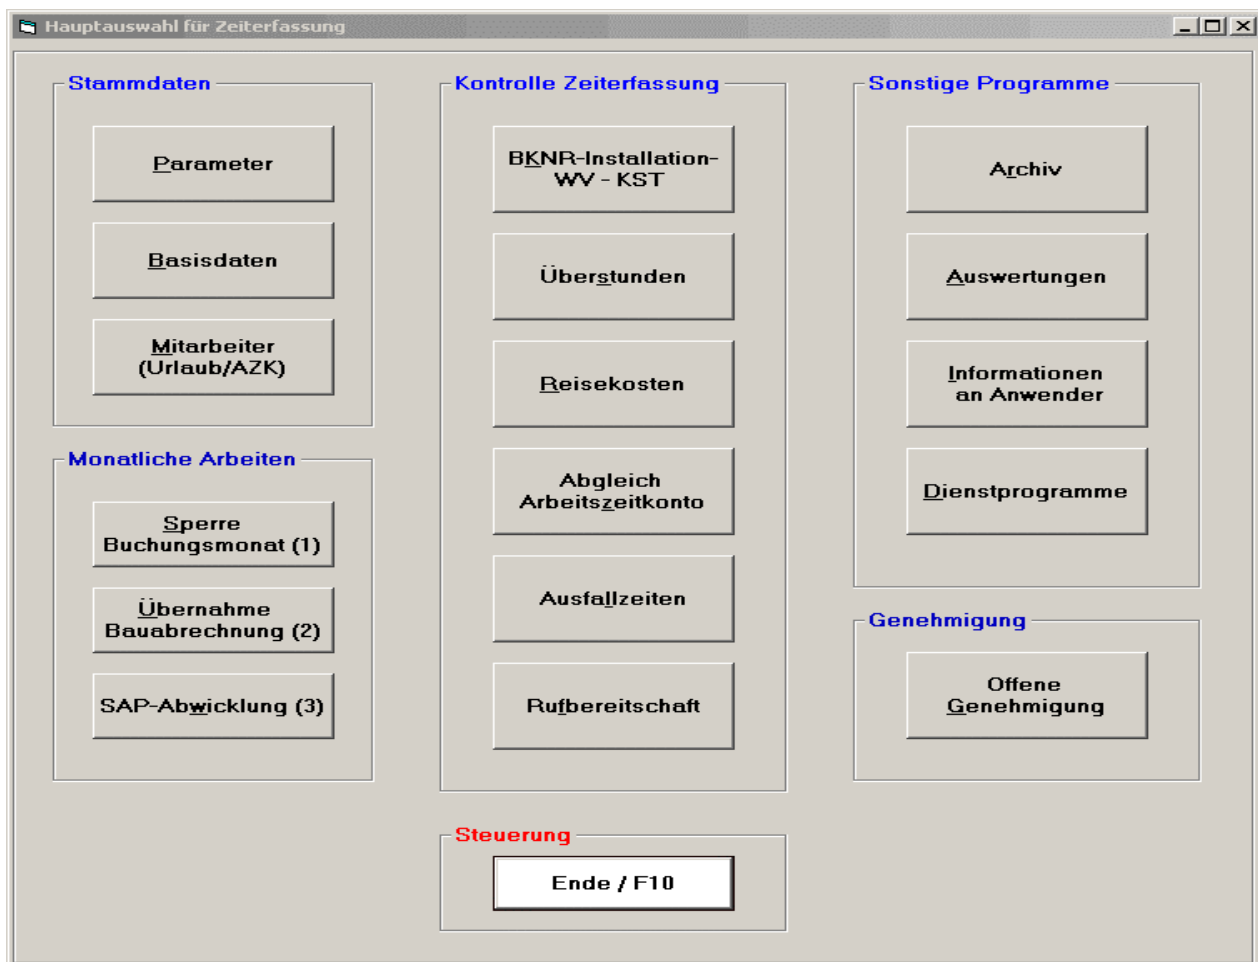 Hauptauswahl für Zeiterfassung
Stammdaten
Parameter
Basisdaten
Mitarbeiter
(Urlaub/AZK)
Monatliche Arbeiten
Sperre
Buchungsmonat (1)
Übernahme
Bauabrechnung (2)
SAP-Abwicklung (3)
Kontrolle Zeiterfassung
BKNR-Installation-
WV - KST
Überstunden
Reisekosten
Abgleich
Arbeitszeitkonto
Ausfallzeiten
Rufbereitschaft
Steuerung
Ende / F10
Sonstige Programme
Archiv
Auswertungen
Informationen
an Anwender
Dienstprogramme
Genehmigung
Offene
Genehmigung